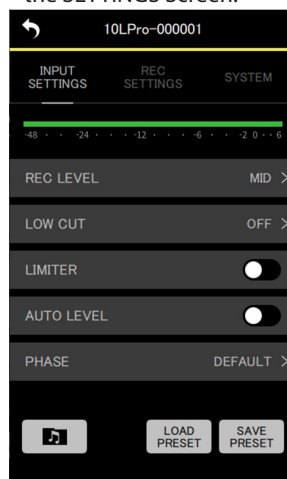 the SETTINGS screen.
10LPro-000001
INPUT SETTINGS
REC SETTINGS
SYSTEM
-48 · · -24 · · · -12 · · · · -6 · · · -2 0 · · 6
REC LEVEL MID >
LOW CUT OFF >
LIMITER
AUTO LEVEL
PHASE DEFAULT >
LOAD PRESET
SAVE PRESET